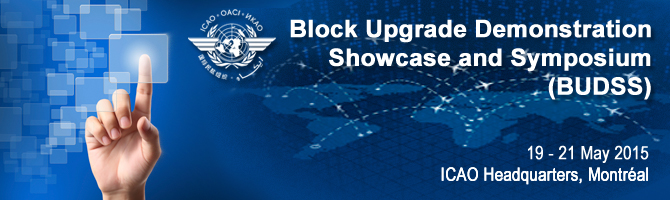 ICAO · OACI · ИКАО
Block Upgrade Demonstration
Showcase and Symposium
(BUDSS)
19 - 21 May 2015
ICAO Headquarters, Montréal